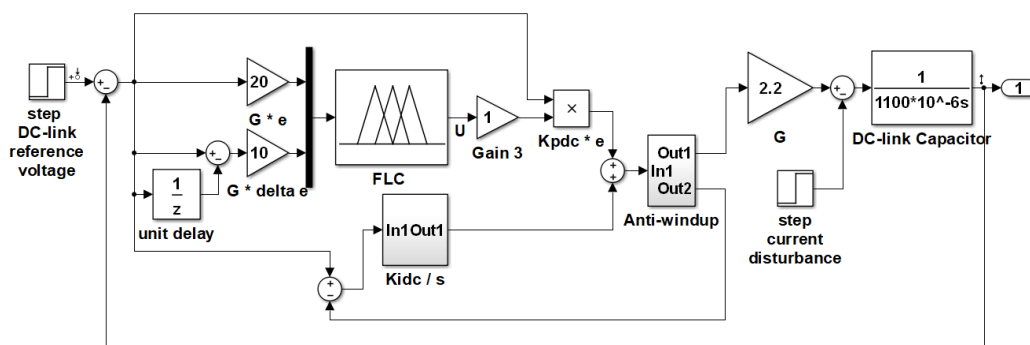 step
DC-link
reference
voltage
+
−
20
G * e
+
−
10
G * delta e
1
z
unit delay
FLC
U
1
Gain 3
×
Kpdc * e
In1 Out1
Kidc / s
+
−
+
+
In1
Out1
Out2
Anti-windup
2.2
G
+
−
step
current
disturbance
1
1100*10^-6s
DC-link Capacitor
1